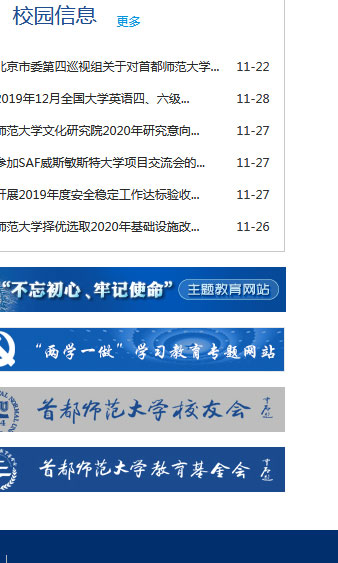 校园信息 更多
北京市委第四巡视组关于对首都师范大学... 11-22
2019年12月全国大学英语四、六级... 11-28
师范大学文化研究院2020年研究意向... 11-27
参加SAF威斯敏斯特大学项目交流会的... 11-27
开展2019年度安全稳定工作达标验收... 11-27
师范大学择优选取2020年基础设施改... 11-26
“不忘初心、牢记使命” 主题教育网站
“两学一做”学习教育专题网站
首都师范大学校友会
首都师范大学教育基金会